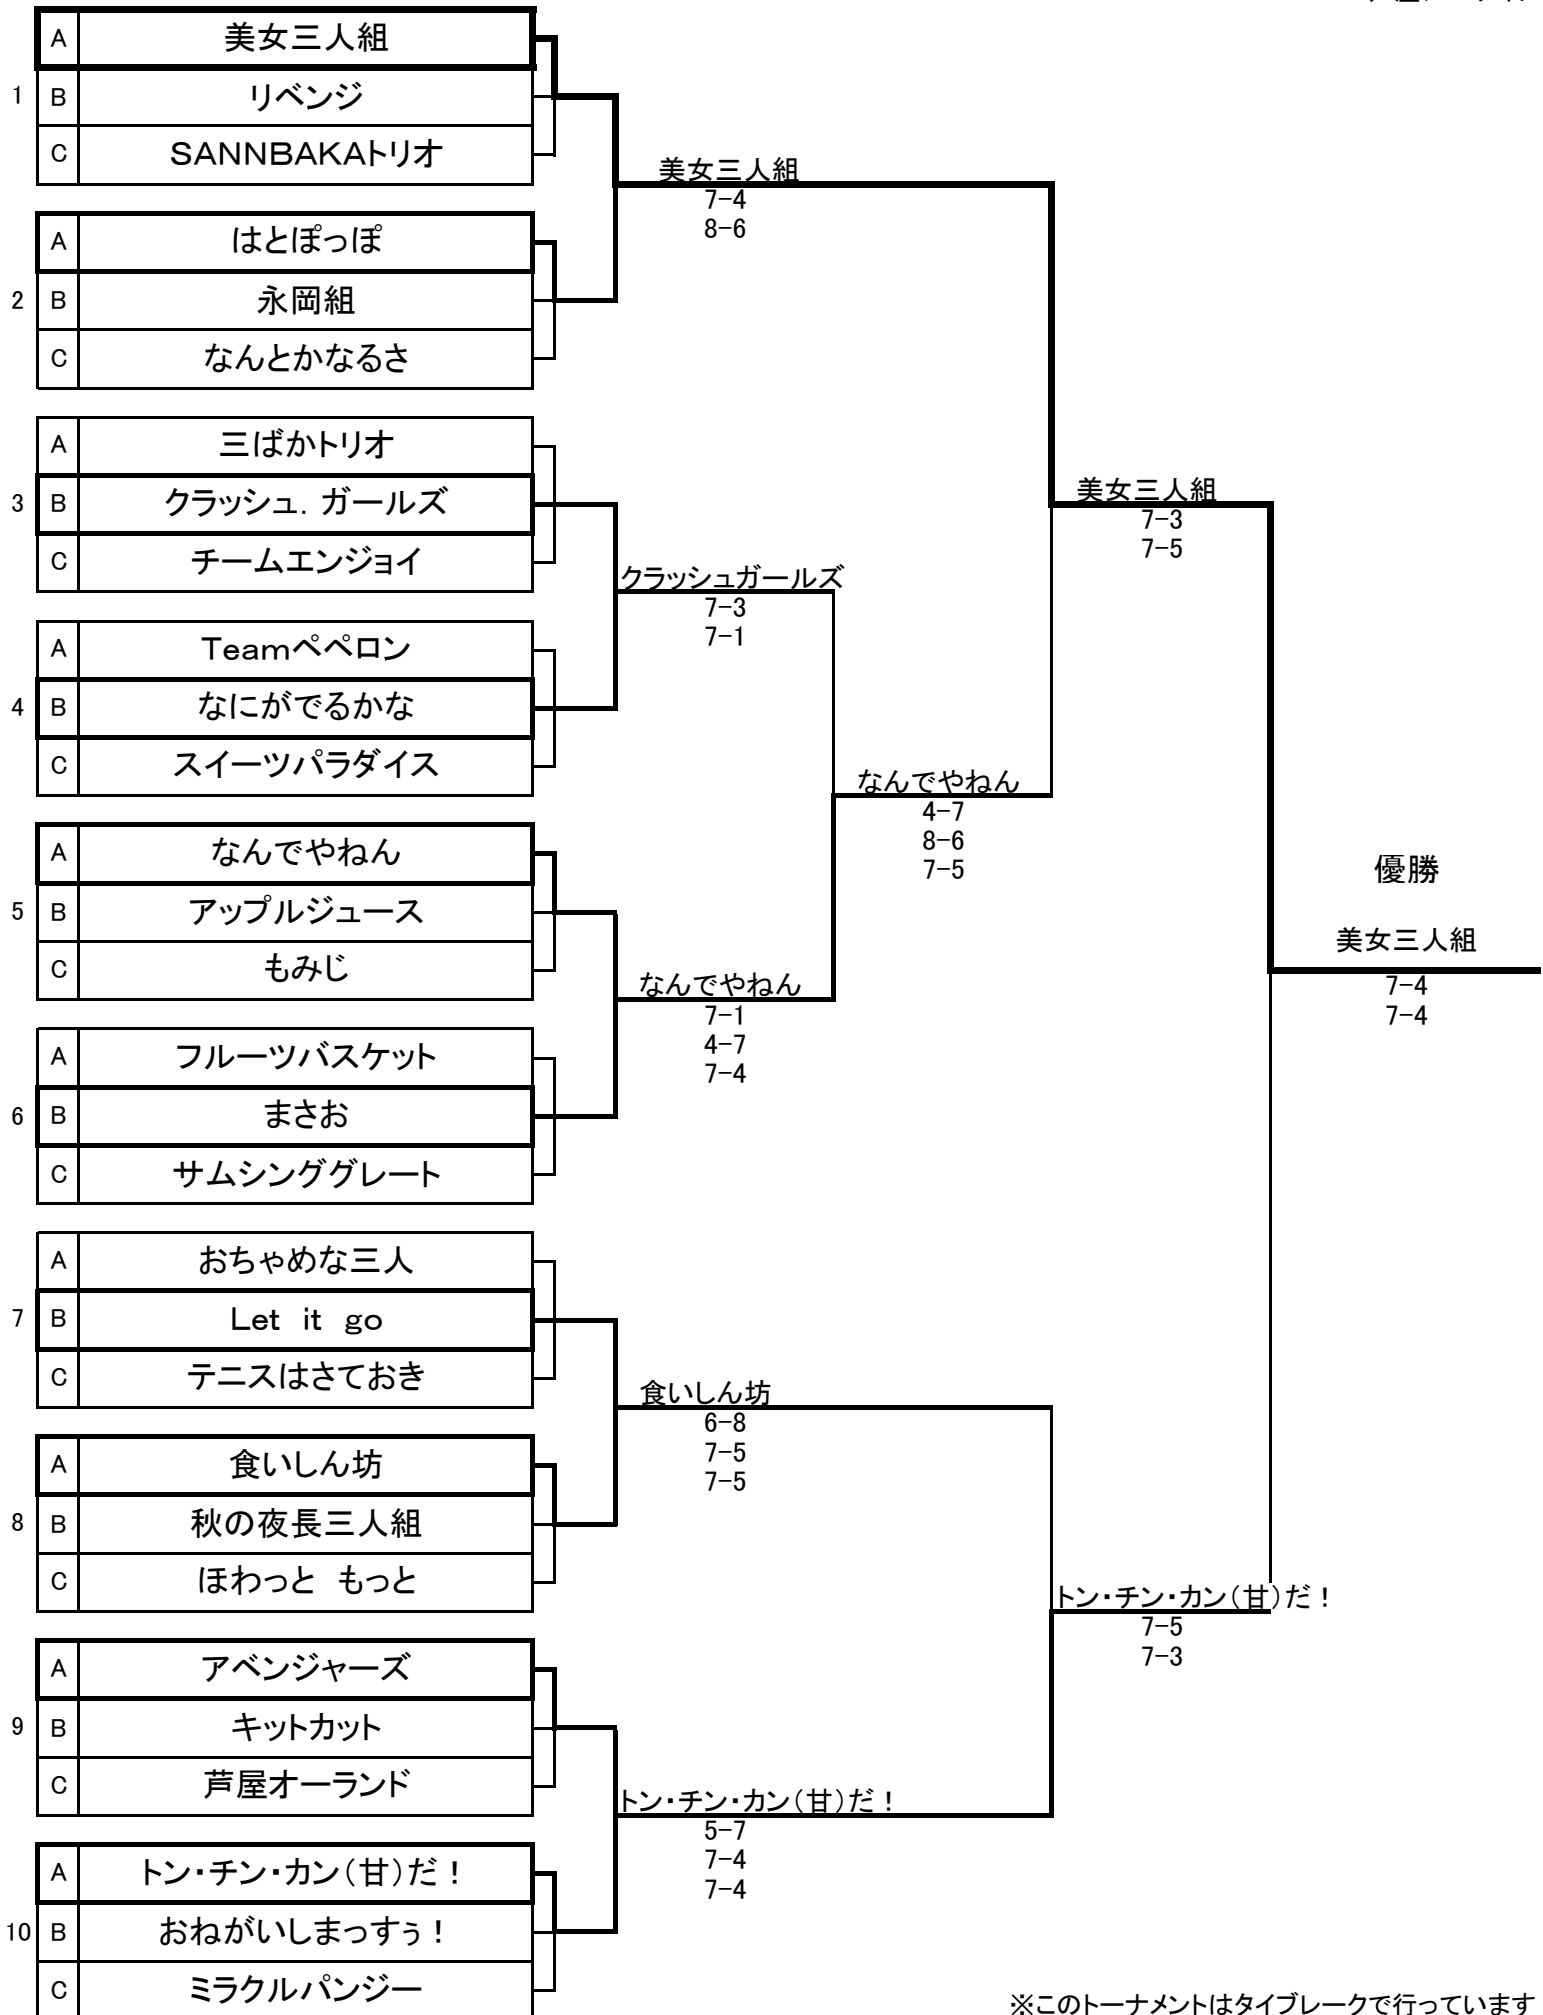 1
A 美女三人組
B リベンジ
C SANNBAKAトリオ
2
A はとぽっぽ
B 永岡組
C なんとかなるさ
3
A 三ばかトリオ
B クラッシュ．ガールズ
C チームエンジョイ
4
A Teamペペロン
B なにがでるかな
C スイーツパラダイス
5
A なんでやねん
B アップルジュース
C もみじ
6
A フルーツバスケット
B まさお
C サムシンググレート
7
A おちゃめな三人
B Let it go
C テニスはさておき
8
A 食いしん坊
B 秋の夜長三人組
C ほわっと もっと
9
A アベンジャーズ
B キットカット
C 芦屋オーランド
10
A トン・チン・カン（甘）だ！
B おねがいしまっすぅ！
C ミラクルパンジー
美女三人組
7-4
8-6
クラッシュガールズ
7-3
7-1
なんでやねん
7-1
4-7
7-4
食いしん坊
6-8
7-5
7-5
トン・チン・カン（甘）だ！
5-7
7-4
7-4
なんでやねん
4-7
8-6
7-5
美女三人組
7-3
7-5
トン・チン・カン（甘）だ！
7-5
7-3
優勝
美女三人組
7-4
7-4
※このトーナメントはタイブレークで行っています